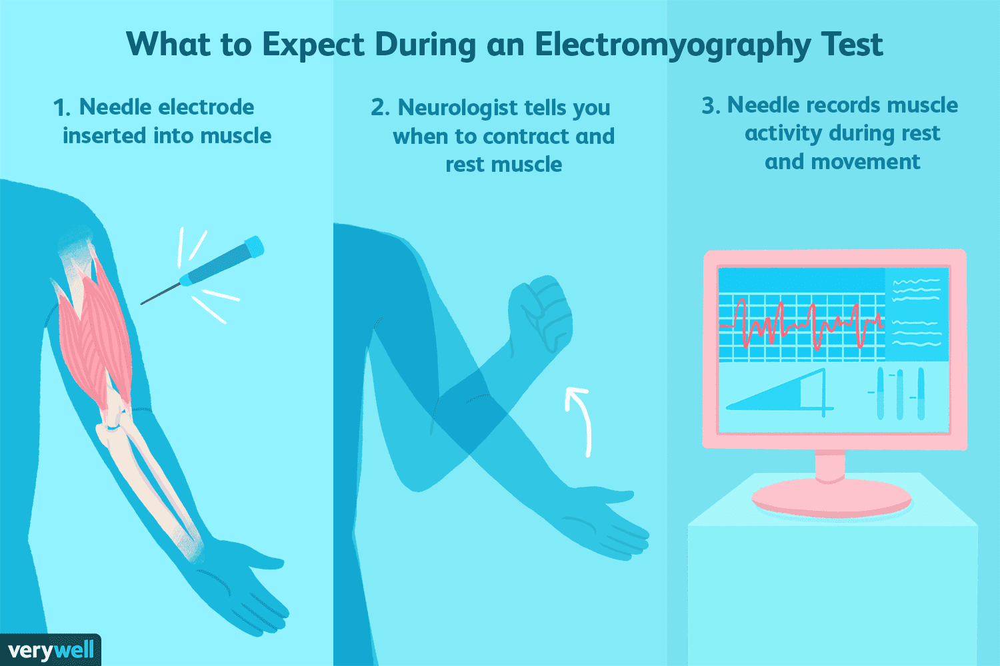 What to Expect During an Electromyography Test
1. Needle electrode
inserted into muscle
2. Neurologist tells you
when to contract and
rest muscle
3. Needle records muscle
activity during rest
and movement
verywell